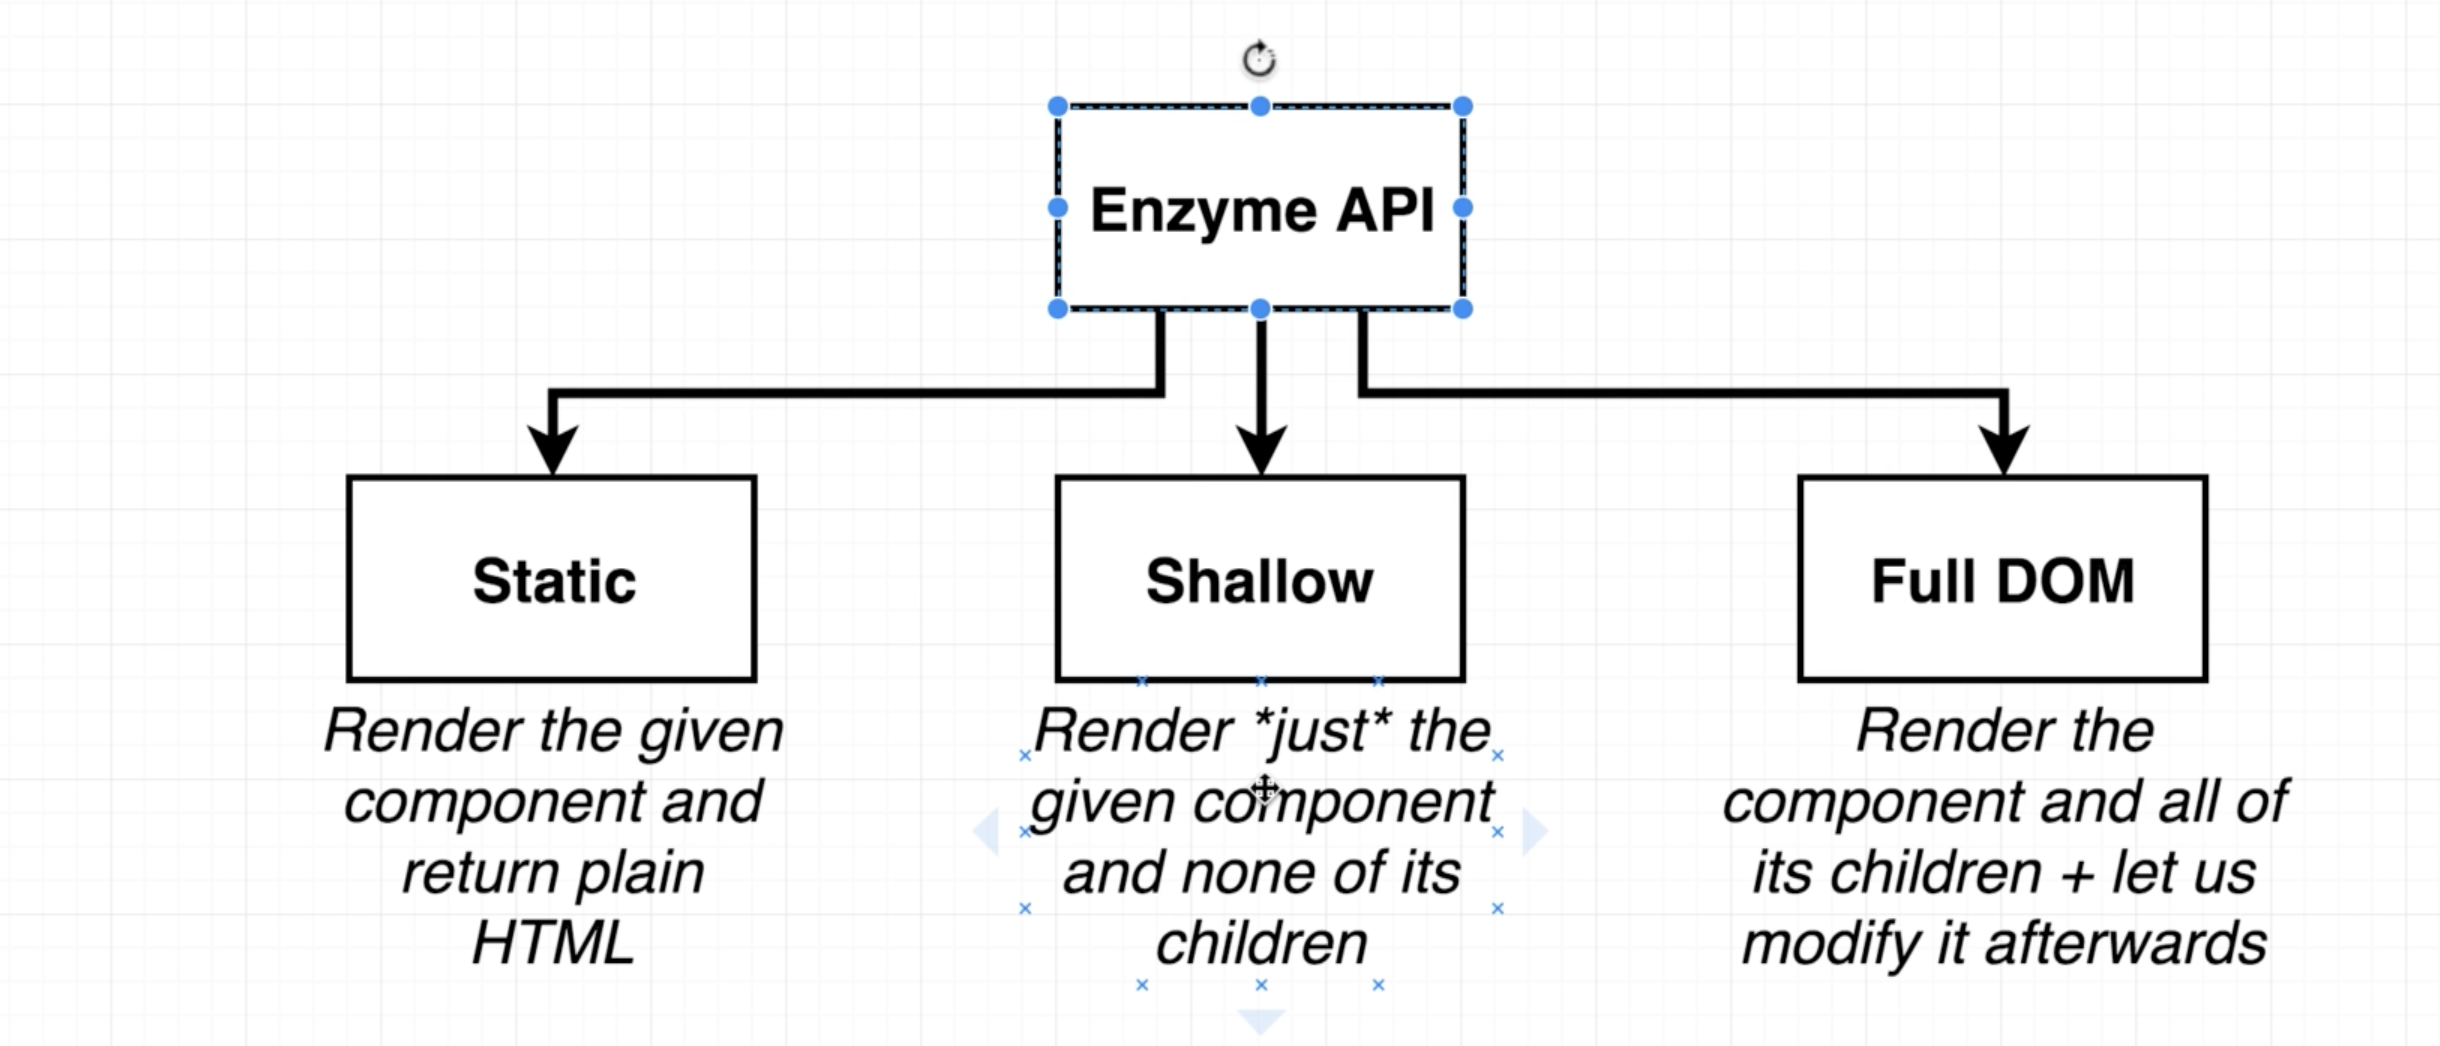 Enzyme API
Static
Shallow
Full DOM
Render the given
component and
return plain
HTML
Render *just* the
given component
and none of its
children
Render the
component and all of
its children + let us
modify it afterwards